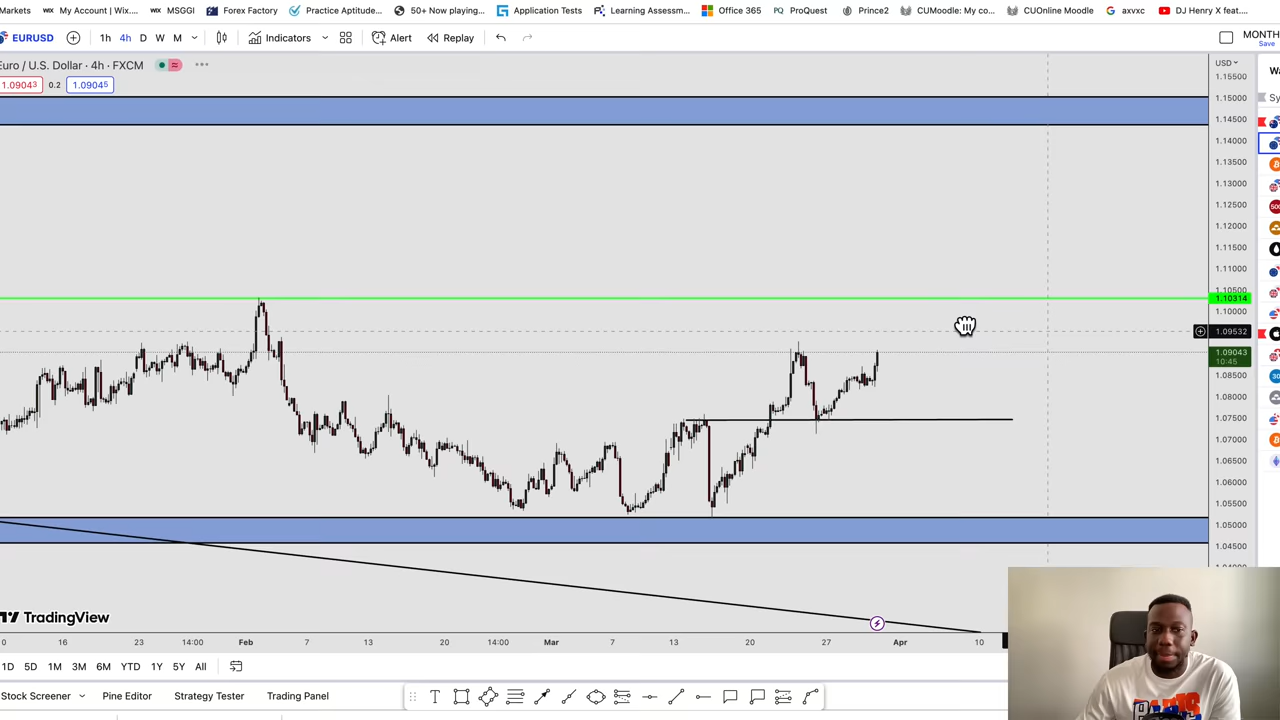 Markets My Account | Wix.... MSGGI Forex Factory Practice Aptitude... 50+ Now playing... Application Tests Learning Assessm... Office 365 ProQuest Prince2 CUMoodle: My co... CUOnline Moodle axvxc DJ Henry X feat....
EURUSD 1h 4h D W M Indicators Alert Replay MONTH
Save
Euro / U.S. Dollar · 4h · FXCM
USD
1.09043 0.2 1.09045
1.15500
1.15000
1.14500
1.14000
1.13500
1.13000
1.12500
1.12000
1.11500
1.11000
1.10500
1.10314
1.10000
1.09532
1.09043
10:45
1.08500
1.08000
1.07500
1.07000
1.06500
1.06000
1.05500
1.05000
1.04500
TradingView
16 23 14:00 Feb 7 13 20 14:00 Mar 7 13 20 27 Apr 10
1D 5D 1M 3M 6M YTD 1Y 5Y All
Stock Screener Pine Editor Strategy Tester Trading Panel